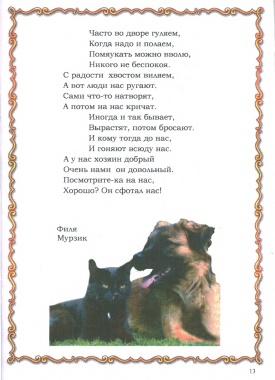 Часто во дворе гуляем,
Когда надо и полаем,
Помяукать можно вволю,
Никого не беспокоя.
С радости хвостом виляем,
А вот люди нас ругают.
Сами что-то натворят,
А потом на нас кричат.
Иногда и так бывает,
Вырастят, потом бросают.
И кому тогда до нас,
И гоняют всюду нас.
А у нас хозяин добрый
Очень нами он довольный.
Посмотрите-ка на нас,
Хорошо? Он сфотал нас!
Филя
Мурзик
13